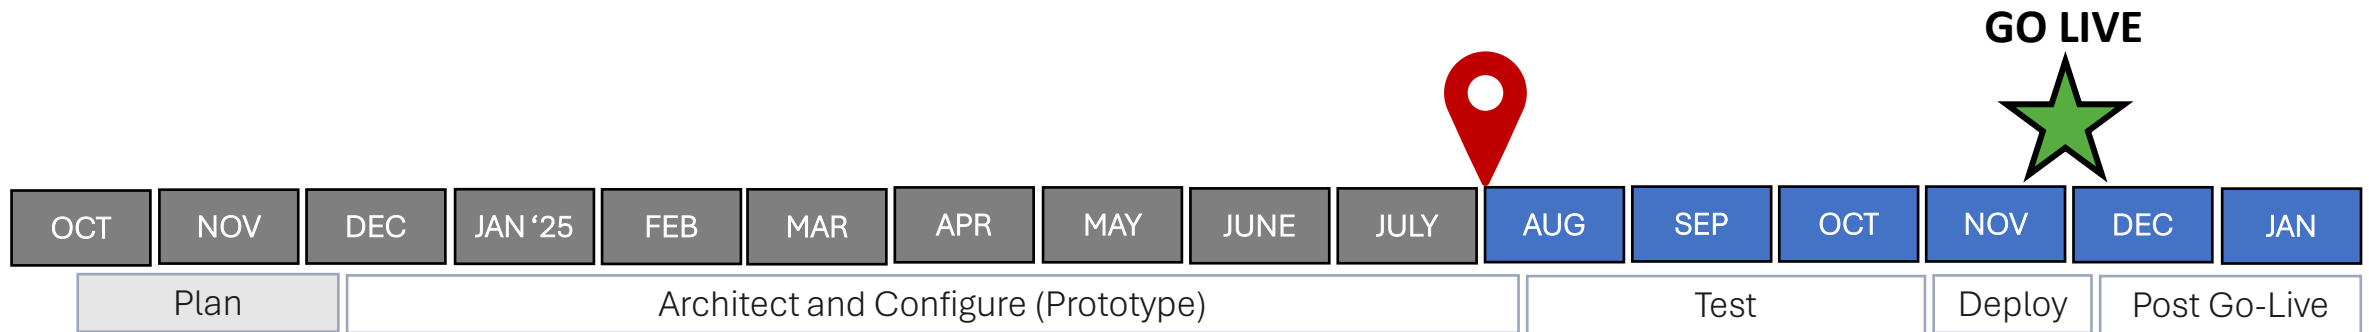 GO LIVE
OCT NOV DEC JAN ‘25 FEB MAR APR MAY JUNE JULY AUG SEP OCT NOV DEC JAN
Plan Architect and Configure (Prototype) Test Deploy Post Go-Live